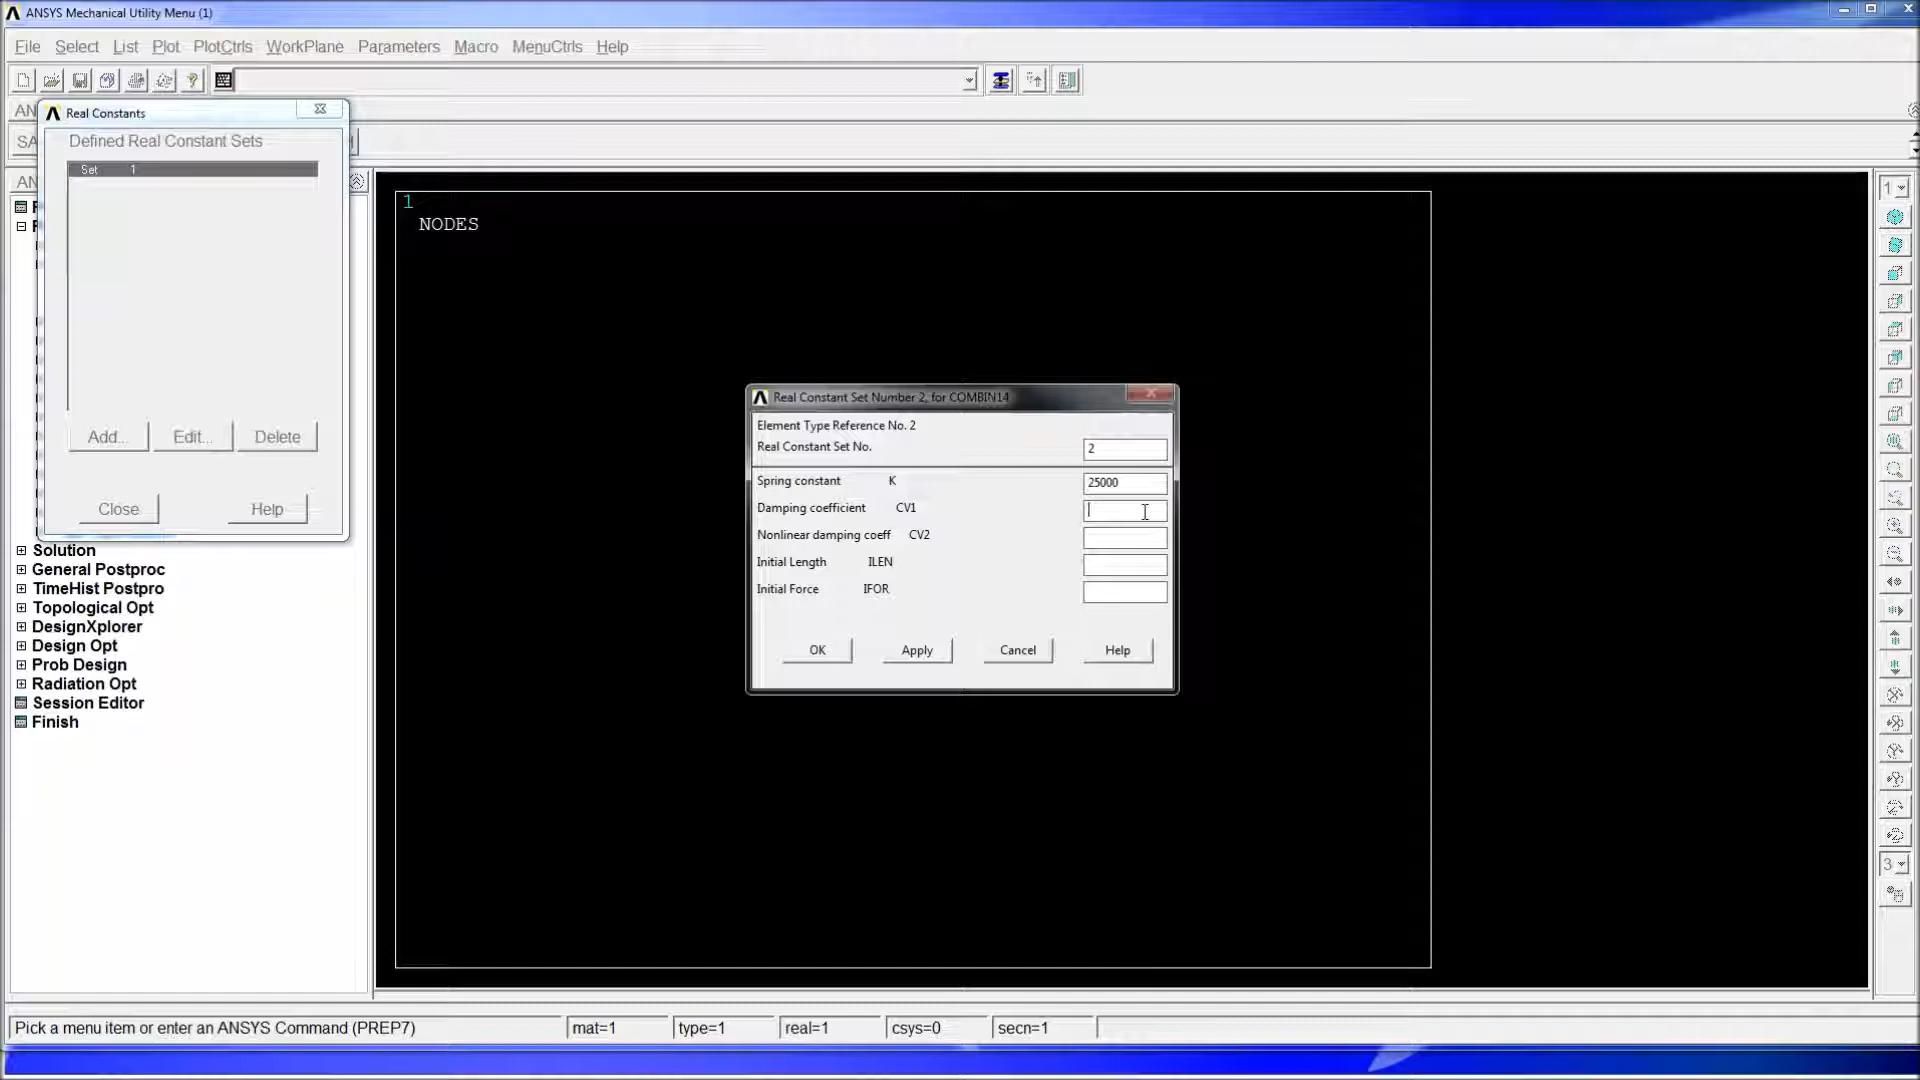 ANSYS Mechanical Utility Menu (1)
File Select List Plot PlotCtrls WorkPlane Parameters Macro MenuCtrls Help
AN
Real Constants
Defined Real Constant Sets
SA
Set 1
AN
1
1
NODES
Real Constant Set Number 2, for COMBIN14
Element Type Reference No. 2
Real Constant Set No. 2
Spring constant K 25000
Damping coefficient CV1
Nonlinear damping coeff CV2
Initial Length ILEN
Initial Force IFOR
OK Apply Cancel Help
Add... Edit... Delete
Close Help
Solution
General Postproc
TimeHist Postpro
Topological Opt
DesignXplorer
Design Opt
Prob Design
Radiation Opt
Session Editor
Finish
3
Pick a menu item or enter an ANSYS Command (PREP7) mat=1 type=1 real=1 csys=0 secn=1